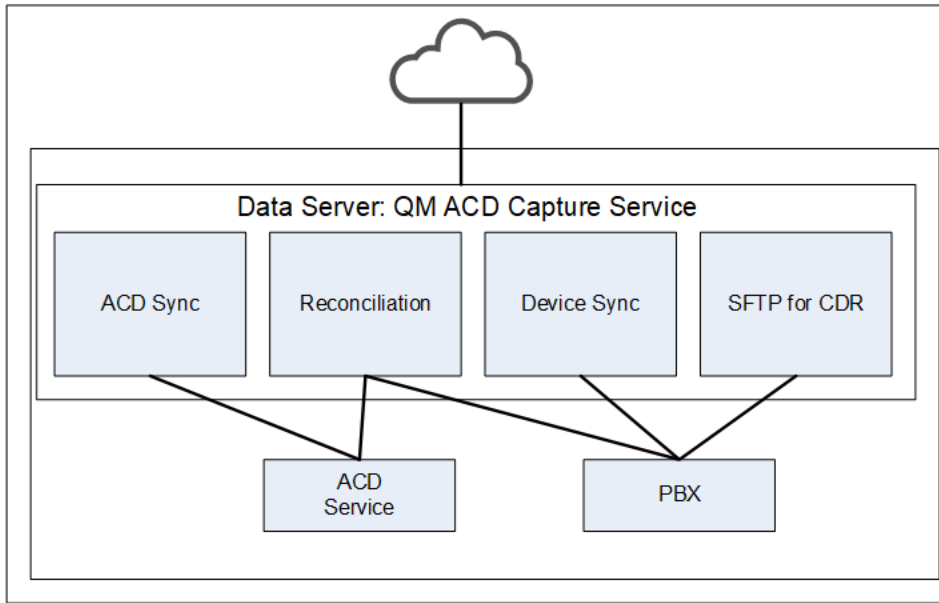 Data Server: QM ACD Capture Service
ACD Sync
Reconciliation
Device Sync
SFTP for CDR
ACD
Service
PBX